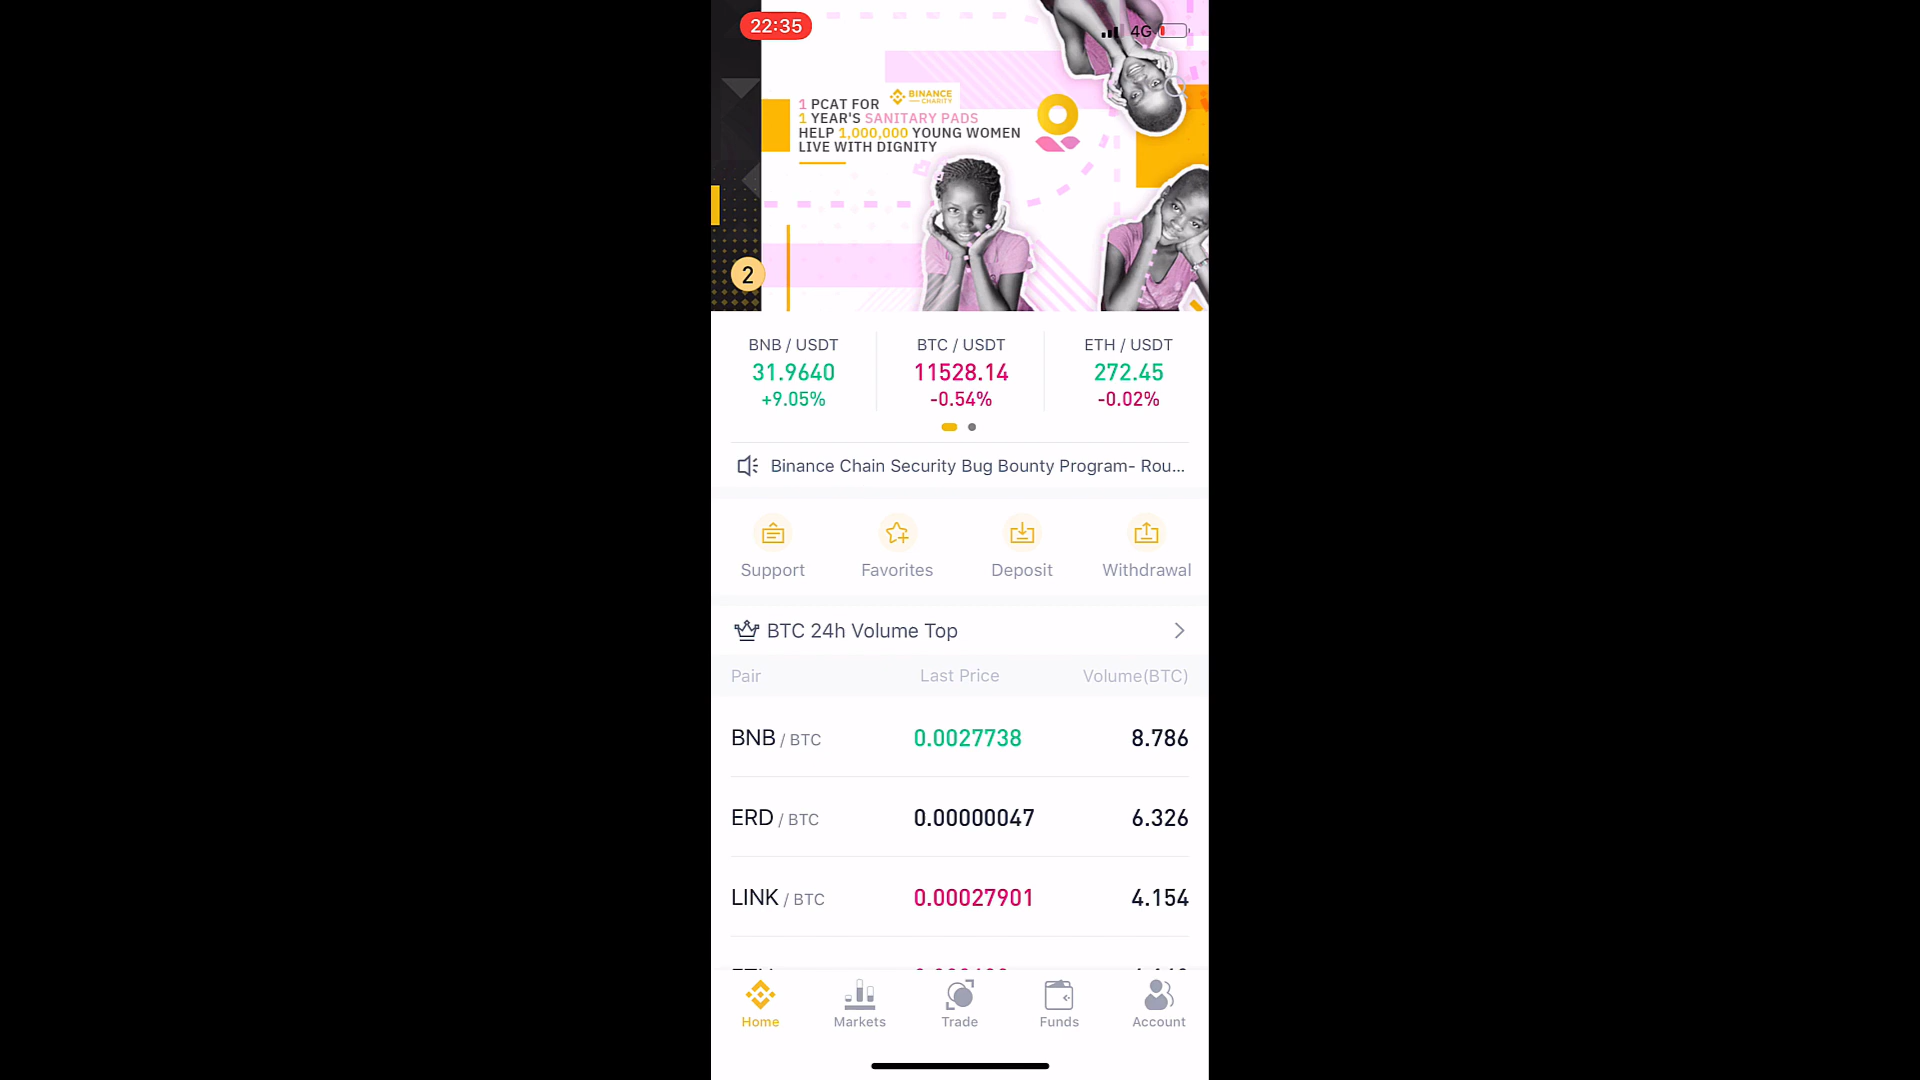 22:35
4G
BINANCE
CHARITY
1 PCAT FOR
1 YEAR'S SANITARY PADS
HELP 1,000,000 YOUNG WOMEN
LIVE WITH DIGNITY
2
BNB / USDT
BTC / USDT
ETH / USDT
31.9640
11528.14
272.45
+9.05%
-0.54%
-0.02%
Binance Chain Security Bug Bounty Program- Rou...
Support
Favorites
Deposit
Withdrawal
BTC 24h Volume Top
Pair
Last Price
Volume(BTC)
BNB / BTC
0.0027738
8.786
ERD / BTC
0.00000047
6.326
LINK / BTC
0.00027901
4.154
Home
Markets
Trade
Funds
Account